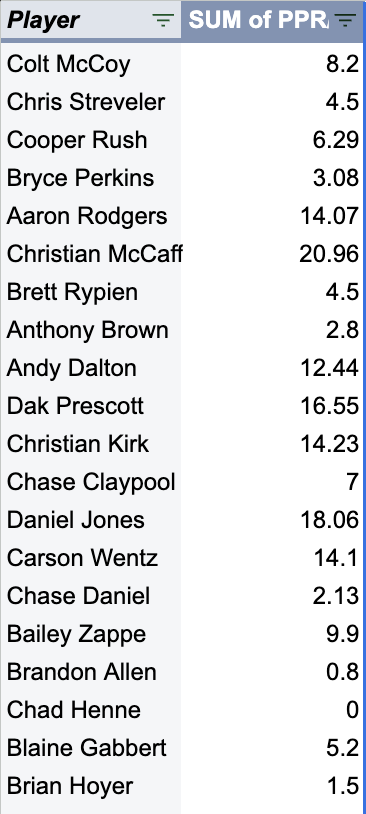 Player SUM of PPR
Colt McCoy 8.2
Chris Streveler 4.5
Cooper Rush 6.29
Bryce Perkins 3.08
Aaron Rodgers 14.07
Christian McCaff 20.96
Brett Rypien 4.5
Anthony Brown 2.8
Andy Dalton 12.44
Dak Prescott 16.55
Christian Kirk 14.23
Chase Claypool 7
Daniel Jones 18.06
Carson Wentz 14.1
Chase Daniel 2.13
Bailey Zappe 9.9
Brandon Allen 0.8
Chad Henne 0
Blaine Gabbert 5.2
Brian Hoyer 1.5